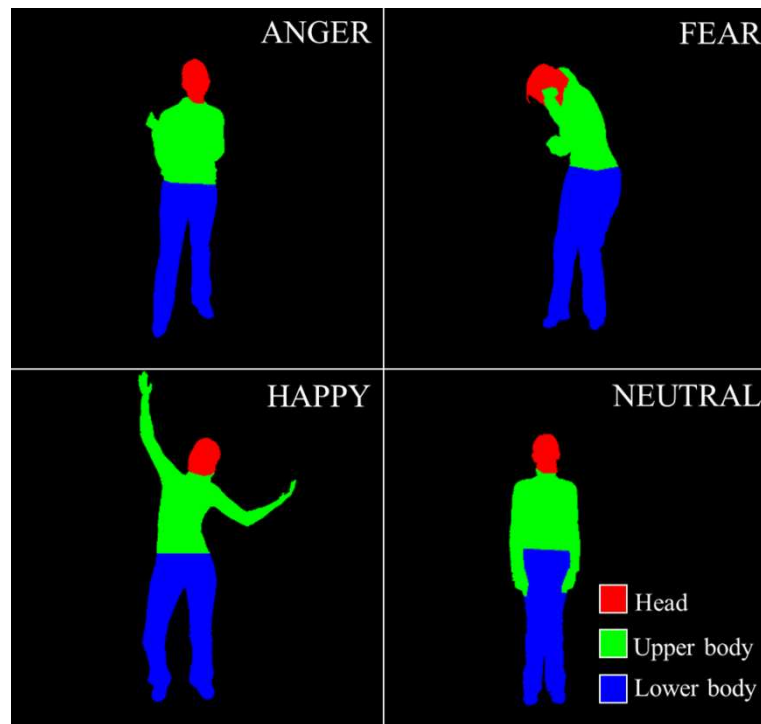 ANGER
FEAR
HAPPY
NEUTRAL
Head
Upper body
Lower body